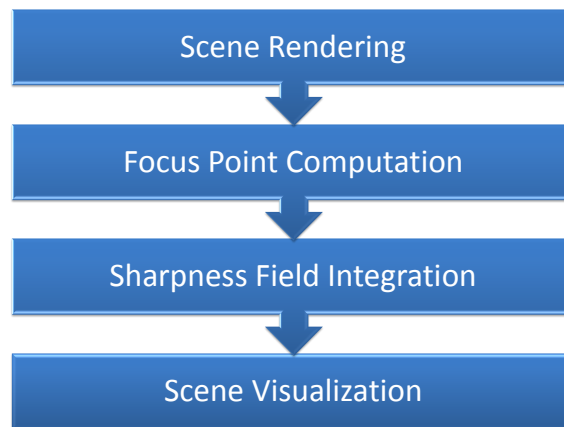 Scene Rendering
Focus Point Computation
Sharpness Field Integration
Scene Visualization